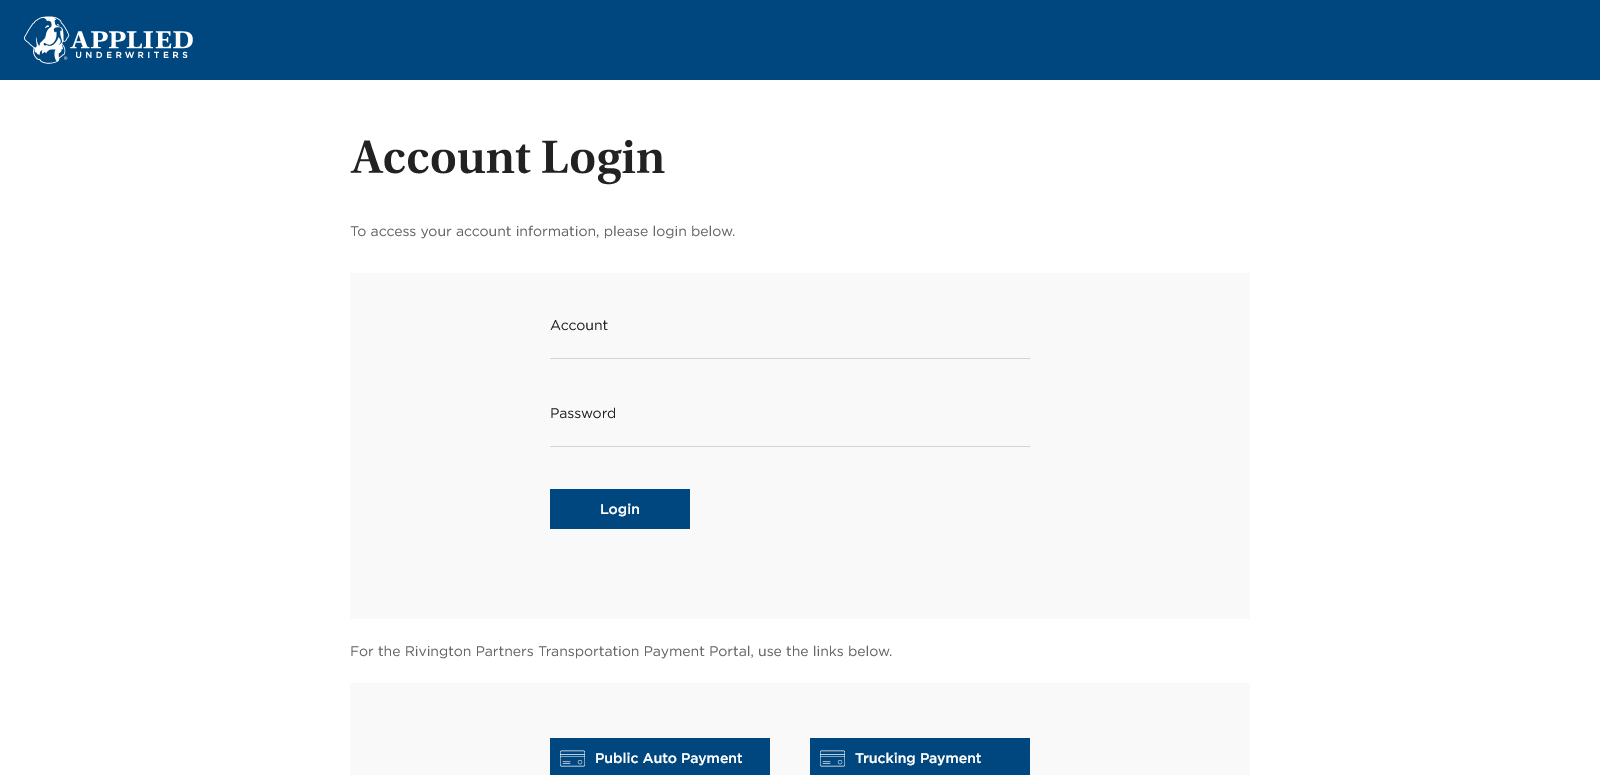 APPLIED
UNDERWRITERS
Account Login
To access your account information, please login below.
Account
Password
Login
For the Rivington Partners Transportation Payment Portal, use the links below.
Public Auto Payment
Trucking Payment